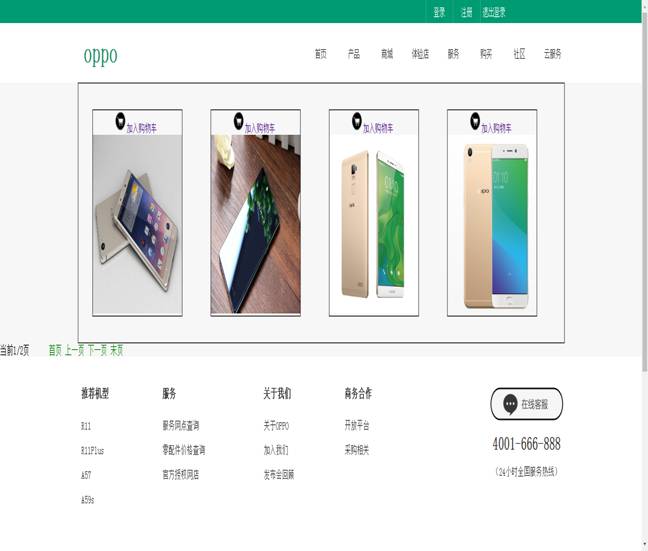 登录 注册 退出登录
oppo 首页 产品 商城 体验店 服务 购买 社区 云服务
加入购物车 加入购物车 加入购物车 加入购物车
当前1/2页 首页 上一页 下一页 末页
推荐机型 服务 关于我们 商务合作
在线客服
R11 服务网点查询 关于OPPO 开放平台
4001-666-888
R11Plus 零配件价格查询 加入我们 采购相关
(24小时全国服务热线)
A57 官方授权网店 发布会回顾
A59s